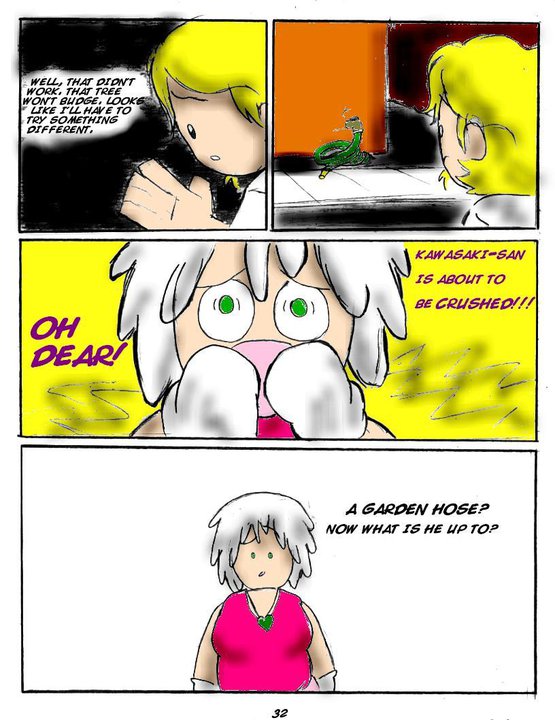 WELL, THAT DIDN'T
WORK. THAT TREE
WON'T BUDGE. LOOKS
LIKE I'LL HAVE TO
TRY SOMETHING
DIFFERENT.
OH
DEAR!
KAWASAKI-SAN
IS ABOUT TO
BE CRUSHED!!!
A GARDEN HOSE?
NOW WHAT IS HE UP TO?
32